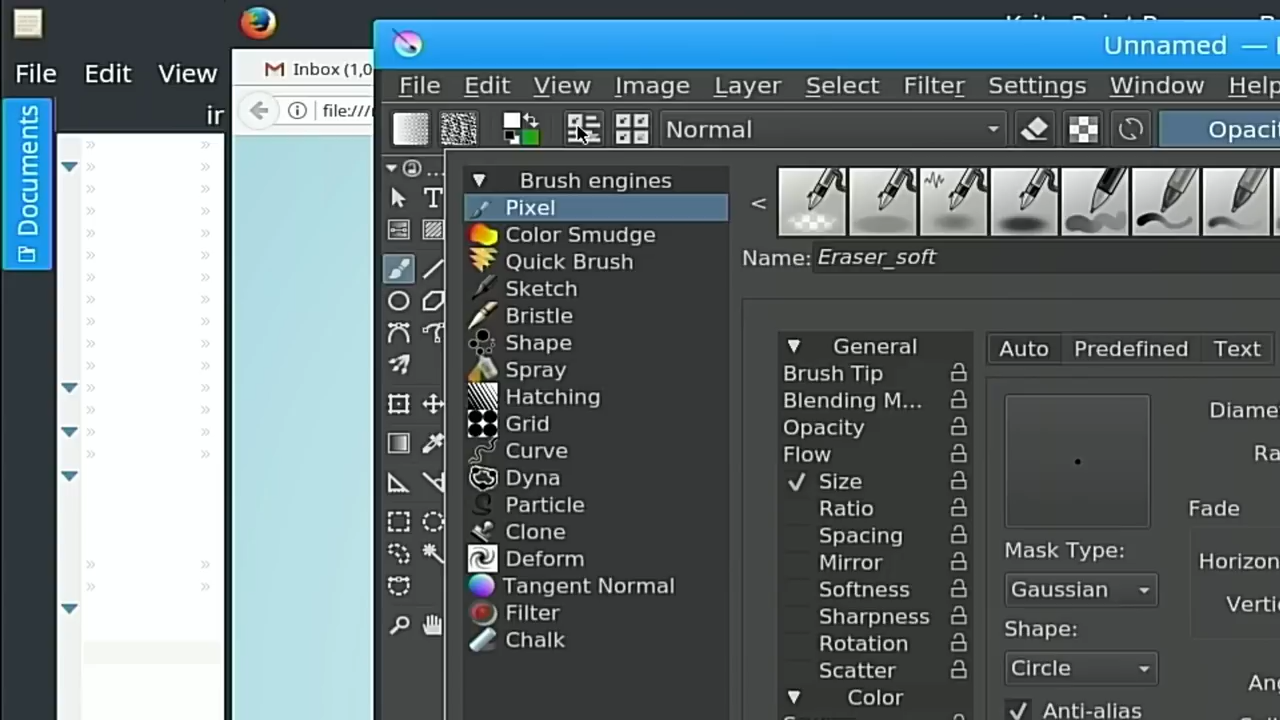 Unnamed —
File Edit View
Inbox (1,0
File Edit View Image Layer Select Filter Settings Window Help
file:///
Normal
Documents
Brush engines
Pixel
Color Smudge
Quick Brush
Sketch
Bristle
Shape
Spray
Hatching
Grid
Curve
Dyna
Particle
Clone
Deform
Tangent Normal
Filter
Chalk
<
Name: Eraser_soft
General
Brush Tip
Blending M...
Opacity
Flow
Size
Ratio
Spacing
Mirror
Softness
Sharpness
Rotation
Scatter
Color
Auto Predefined Text
Fade
Mask Type:
Gaussian
Shape:
Circle
Anti-alias